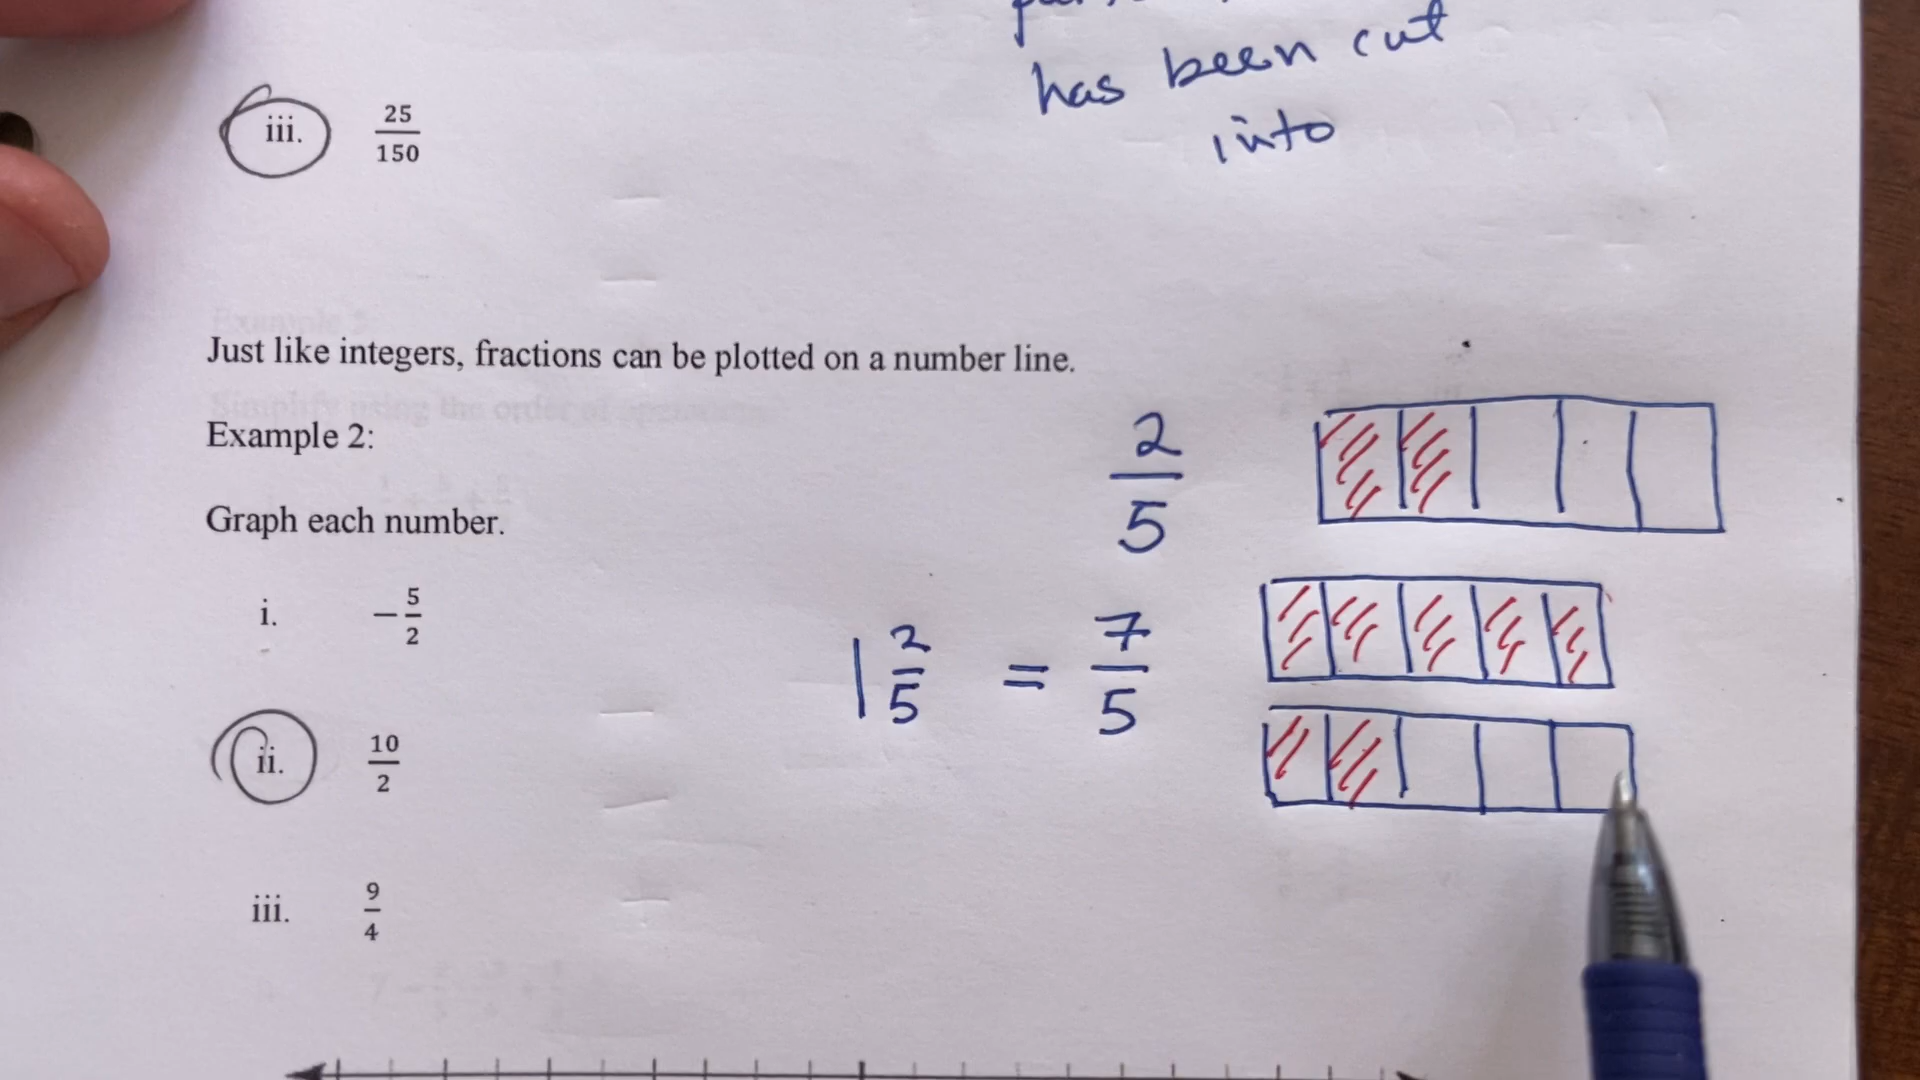 has been cut
into
iii. 25/150
Just like integers, fractions can be plotted on a number line.
Example 2:
Graph each number.
2/5
i. −5/2
1 2/5 = 7/5
ii. 10/2
iii. 9/4